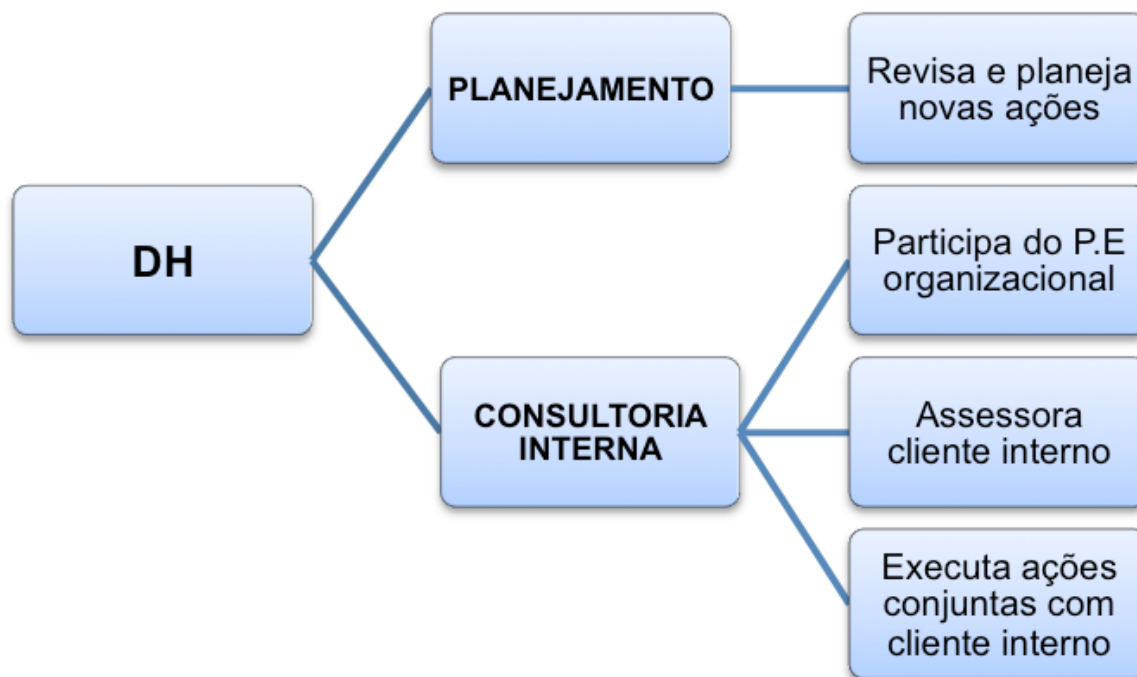 DH
PLANEJAMENTO
Revisa e planeja
novas ações
CONSULTORIA
INTERNA
Participa do P.E
organizacional
Assessora
cliente interno
Executa ações
conjuntas com
cliente interno